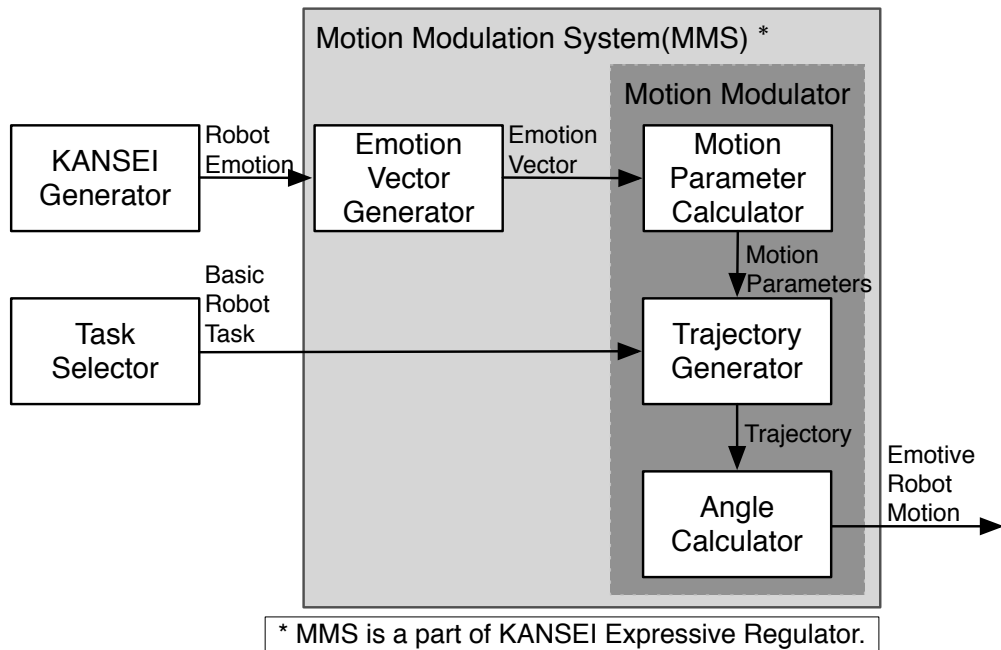 Motion Modulation System(MMS) *
Motion Modulator
KANSEI
Generator
Robot
Emotion
Emotion
Vector
Generator
Emotion
Vector
Motion
Parameter
Calculator
Motion
Parameters
Task
Selector
Basic
Robot
Task
Trajectory
Generator
Trajectory
Angle
Calculator
Emotive
Robot
Motion
* MMS is a part of KANSEI Expressive Regulator.